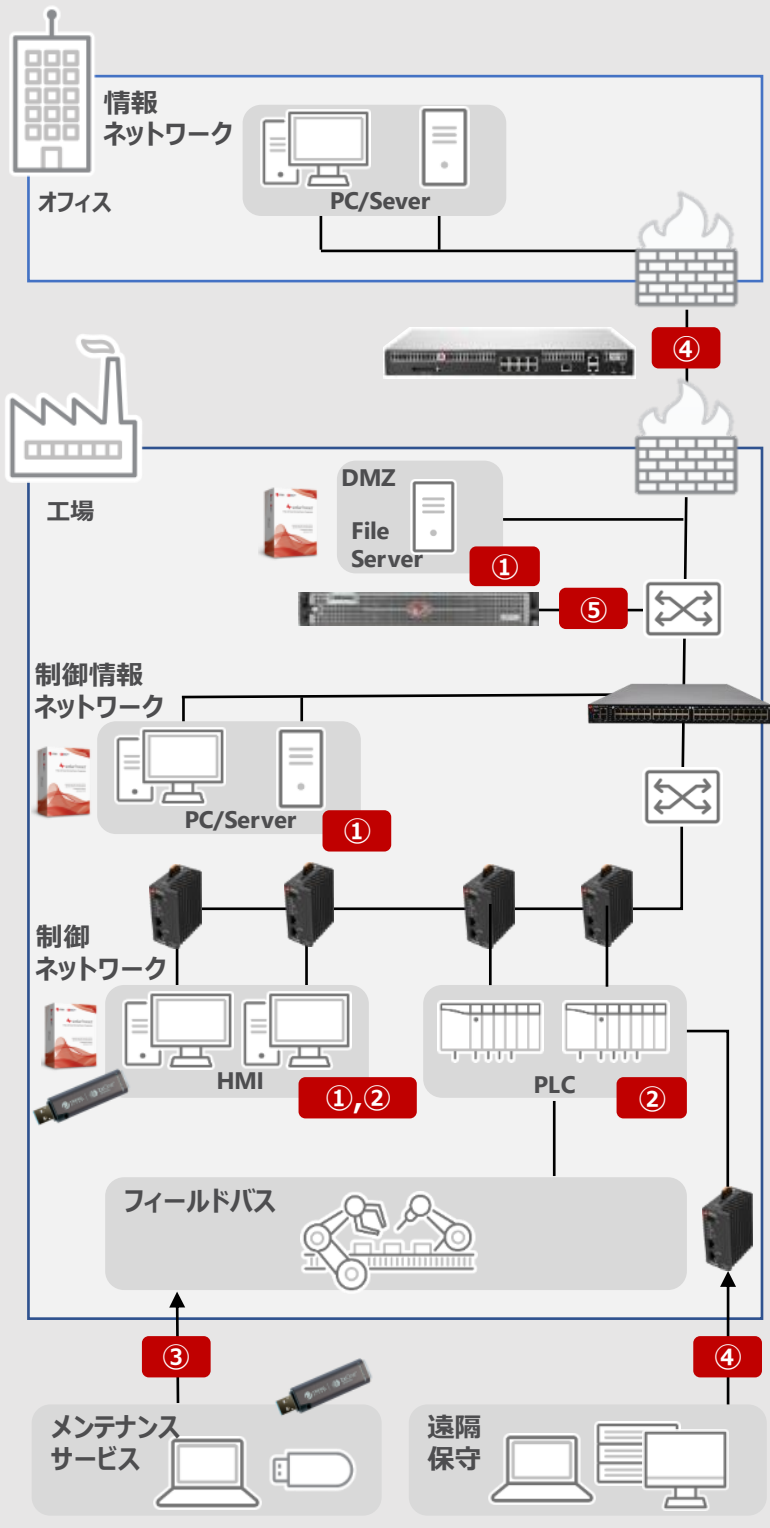 情報
ネットワーク
オフィス
PC/Sever
④
工場
DMZ
File
Server
①
⑤
制御情報
ネットワーク
PC/Server
①
制御
ネットワーク
HMI
①,②
PLC
②
フィールドバス
③
④
メンテナンス
サービス
遠隔
保守